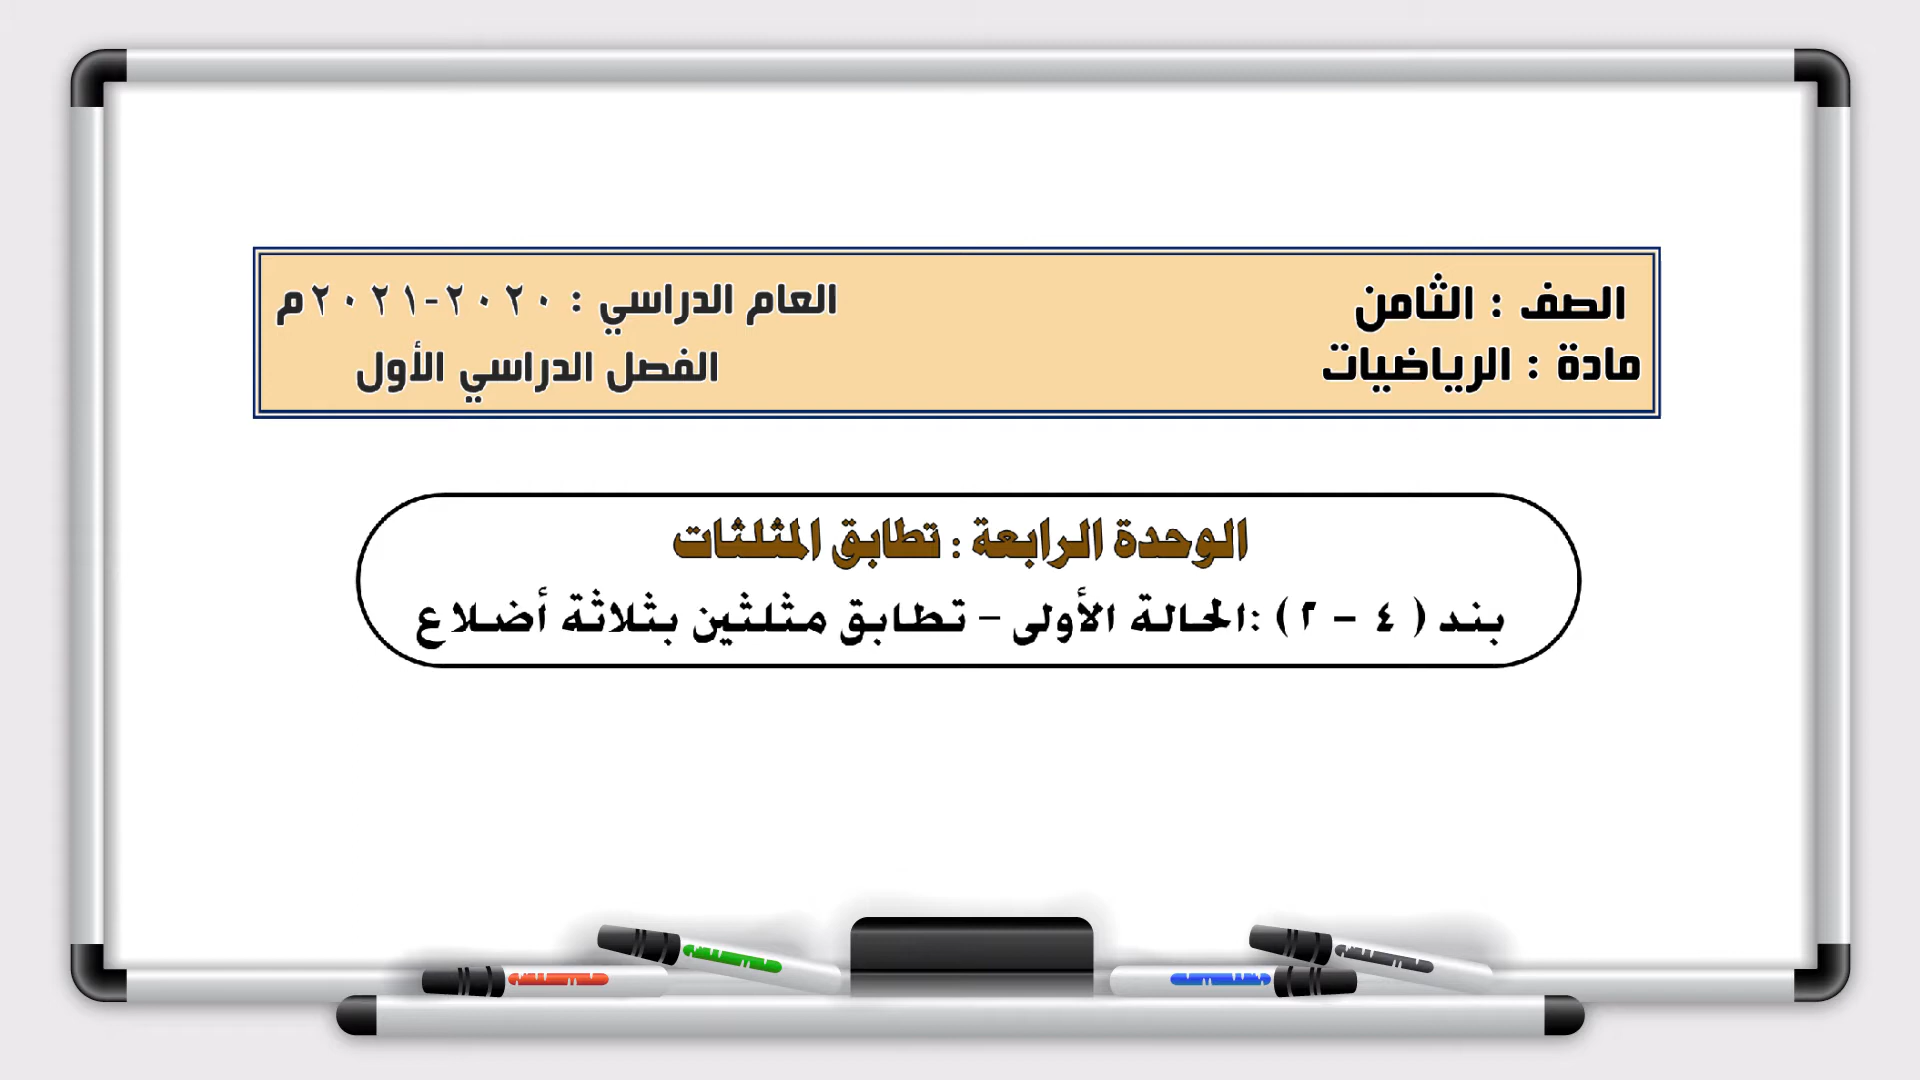 الصف : الثامن
العام الدراسي : ٢٠٢٠-٢٠٢١م
مادة : الرياضيات
الفصل الدراسي الأول
الوحدة الرابعة : تطابق المثلثات
بند ( ٤ - ٢ ) :الحالة الأولى - تطابق مثلثين بثلاثة أضلاع